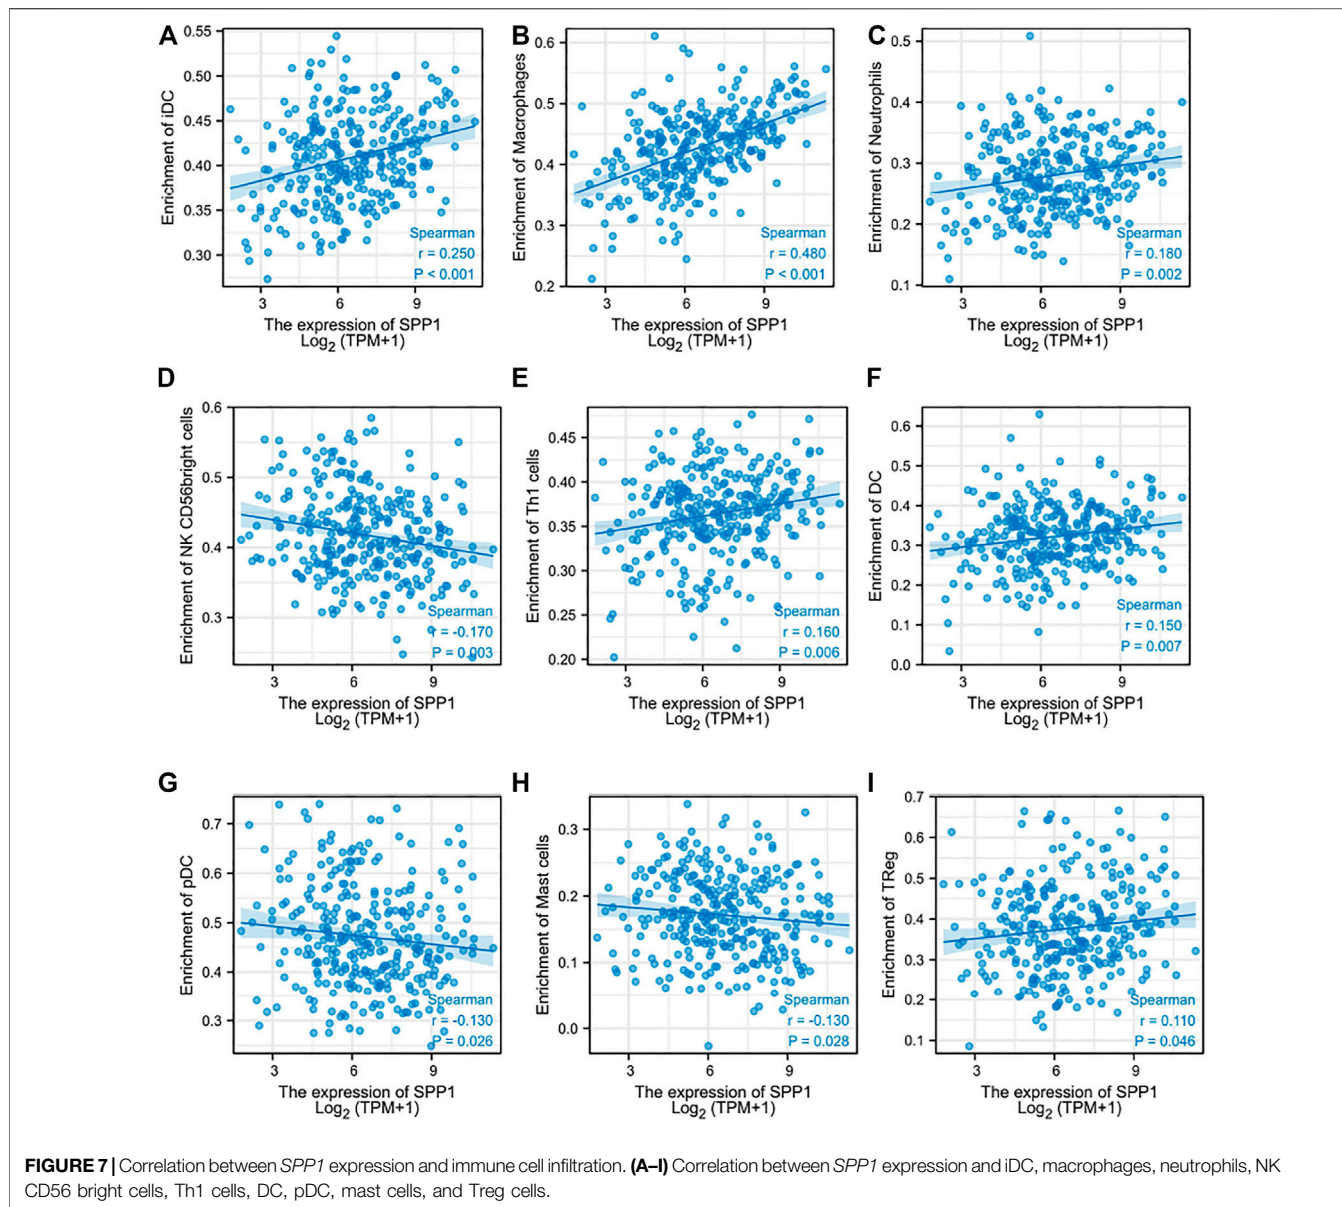 A
Enrichment of iDC
0.55
0.50
0.45
0.40
0.35
0.30
Spearman
r = 0.250
P < 0.001
3 6 9
The expression of SPP1
Log2 (TPM+1)
B
Enrichment of Macrophages
0.6
0.5
0.4
0.3
0.2
Spearman
r = 0.480
P < 0.001
3 6 9
The expression of SPP1
Log2 (TPM+1)
C
Enrichment of Neutrophils
0.5
0.4
0.3
0.2
0.1
Spearman
r = 0.180
P = 0.002
3 6 9
The expression of SPP1
Log2 (TPM+1)
D
Enrichment of NK CD56bright cells
0.6
0.5
0.4
0.3
Spearman
r = -0.170
P = 0.003
3 6 9
The expression of SPP1
Log2 (TPM+1)
E
Enrichment of Th1 cells
0.45
0.40
0.35
0.30
0.25
0.20
Spearman
r = 0.160
P = 0.006
3 6 9
The expression of SPP1
Log2 (TPM+1)
F
Enrichment of DC
0.6
0.5
0.4
0.3
0.2
0.1
0.0
Spearman
r = 0.150
P = 0.007
3 6 9
The expression of SPP1
Log2 (TPM+1)
G
Enrichment of pDC
0.7
0.6
0.5
0.4
0.3
Spearman
r = -0.130
P = 0.026
3 6 9
The expression of SPP1
Log2 (TPM+1)
H
Enrichment of Mast cells
0.3
0.2
0.1
0.0
Spearman
r = -0.130
P = 0.028
3 6 9
The expression of SPP1
Log2 (TPM+1)
I
Enrichment of TReg
0.7
0.6
0.5
0.4
0.3
0.2
0.1
Spearman
r = 0.110
P = 0.046
3 6 9
The expression of SPP1
Log2 (TPM+1)
FIGURE 7 | Correlation between SPP1 expression and immune cell infiltration. (A–I) Correlation between SPP1 expression and iDC, macrophages, neutrophils, NK
CD56 bright cells, Th1 cells, DC, pDC, mast cells, and Treg cells.